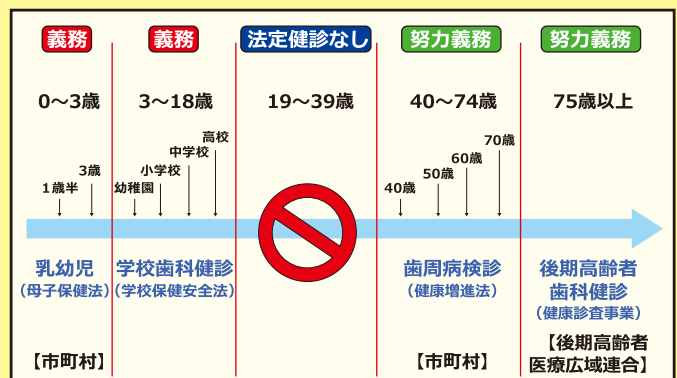 義務
義務
法定健診なし
努力義務
努力義務
0～3歳
3～18歳
19～39歳
40～74歳
75歳以上
1歳半
3歳
幼稚園
小学校
中学校
高校
40歳
50歳
60歳
70歳
乳幼児
（母子保健法）
学校歯科健診
（学校保健安全法）
歯周病検診
（健康増進法）
後期高齢者
歯科健診
（健康診査事業）
【市町村】
【市町村】
【後期高齢者
医療広域連合】